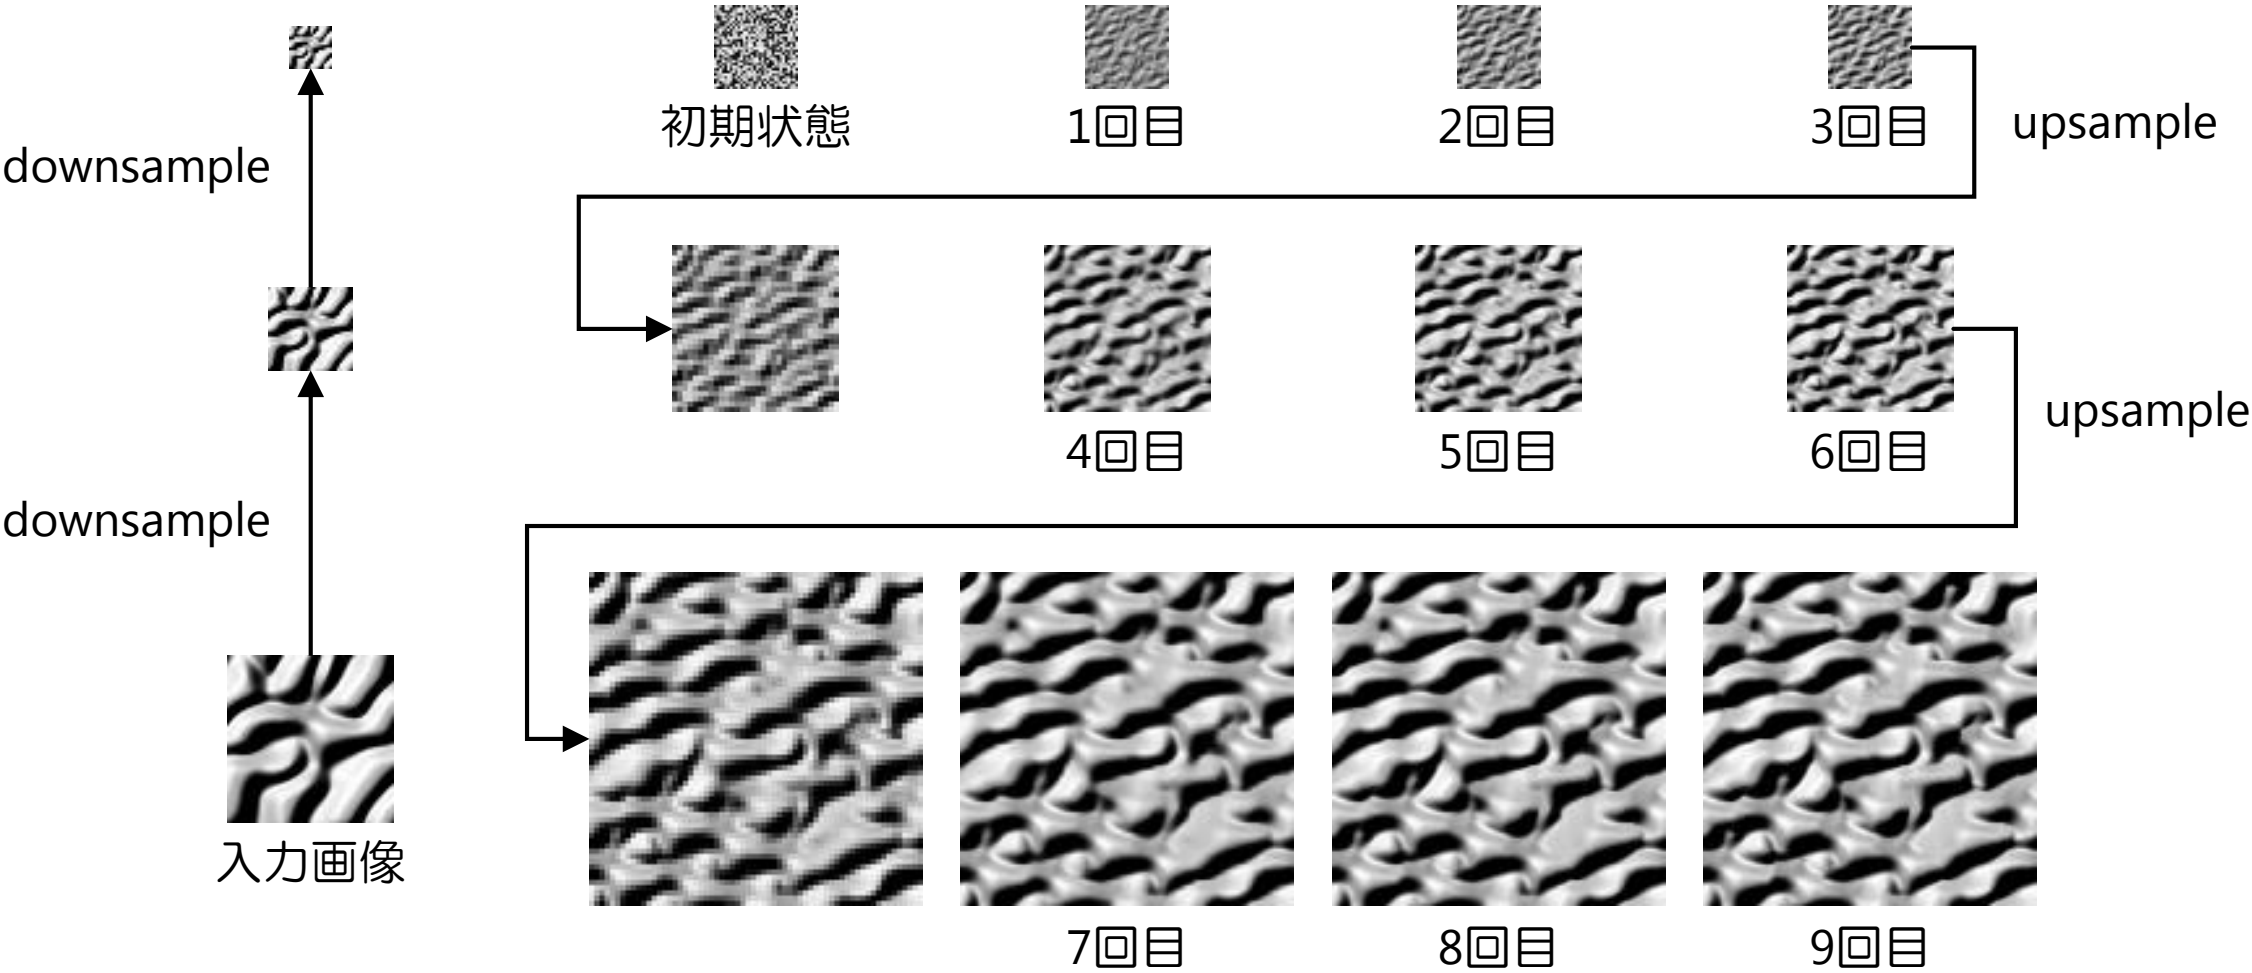 初期状態
1回目
2回目
3回目
upsample
downsample
4回目
5回目
6回目
upsample
downsample
入力画像
7回目
8回目
9回目